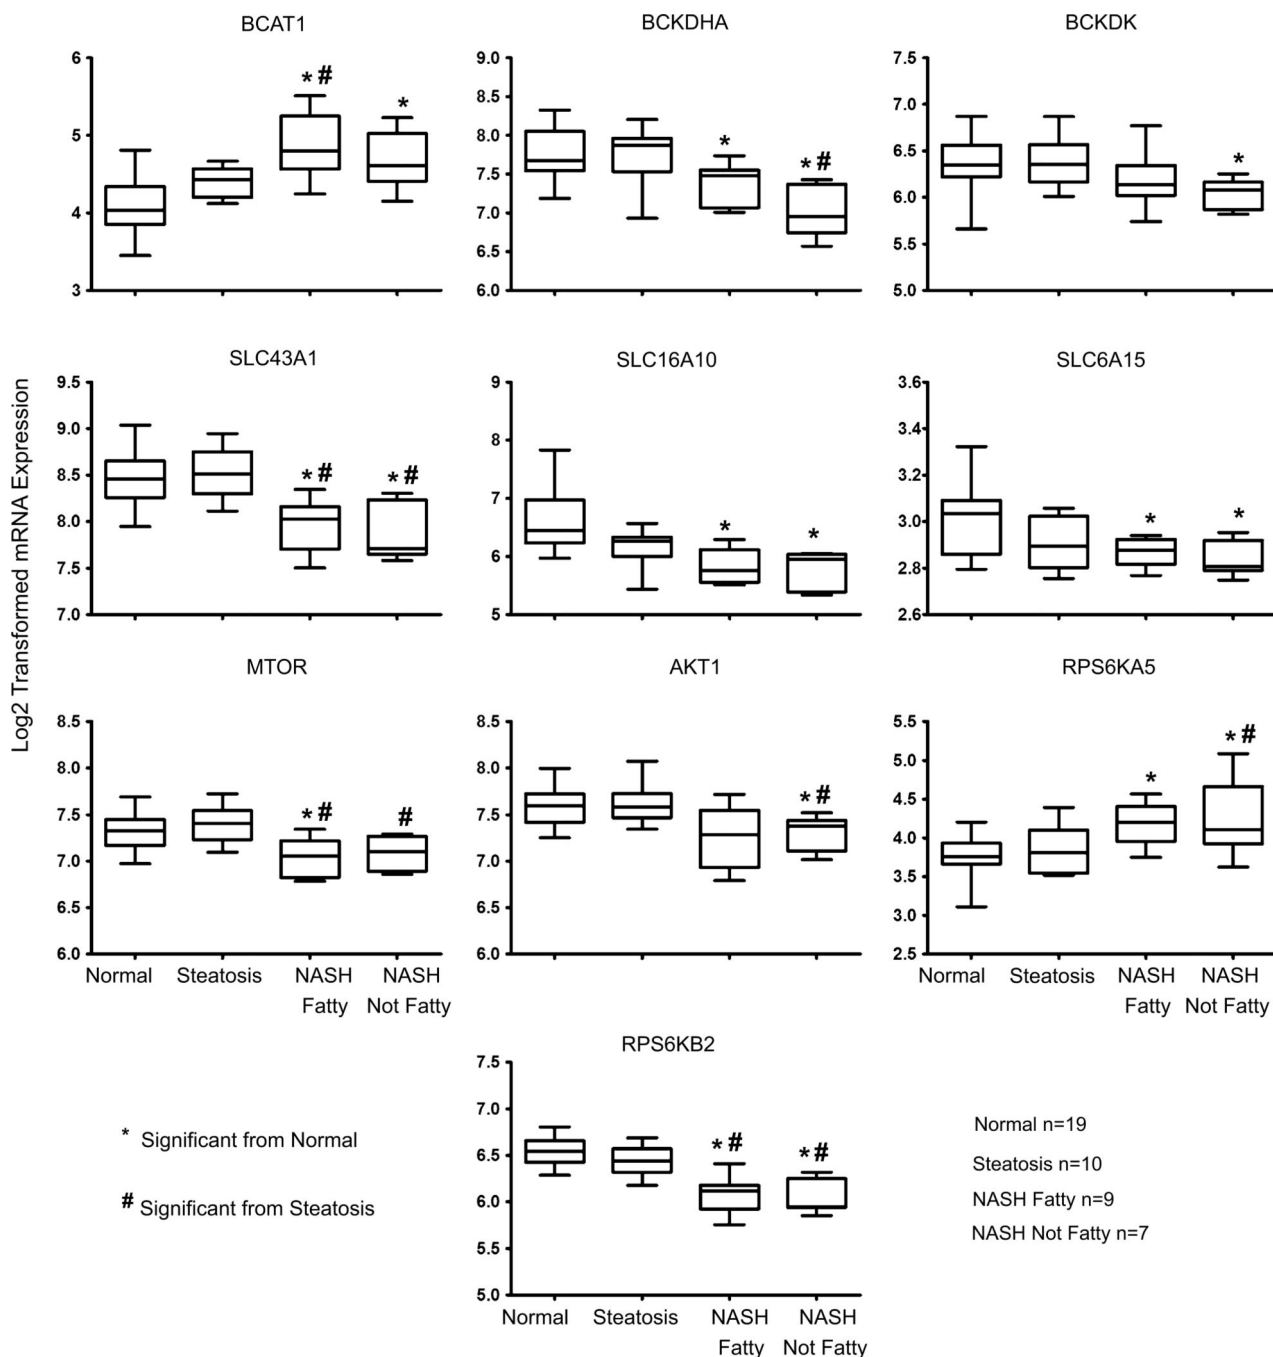 BCAT1
BCKDHA
BCKDK
6
5
4
3
* #
*
9.0
8.5
8.0
7.5
7.0
6.5
6.0
*
* #
7.5
7.0
6.5
6.0
5.5
5.0
*
Log2 Transformed mRNA Expression
SLC43A1
SLC16A10
SLC6A15
9.5
9.0
8.5
8.0
7.5
7.0
* #
* #
9
8
7
6
5
*
*
3.6
3.4
3.2
3.0
2.8
2.6
*
*
MTOR
AKT1
RPS6KA5
8.5
8.0
7.5
7.0
6.5
6.0
* #
#
Normal
Steatosis
NASH
Fatty
NASH
Not Fatty
8.5
8.0
7.5
7.0
6.5
6.0
* #
5.5
5.0
4.5
4.0
3.5
3.0
2.5
*
* #
Normal
Steatosis
NASH
Fatty
NASH
Not Fatty
RPS6KB2
7.5
7.0
6.5
6.0
5.5
5.0
* #
* #
Normal
Steatosis
NASH
Fatty
NASH
Not Fatty
* Significant from Normal
# Significant from Steatosis
Normal n=19
Steatosis n=10
NASH Fatty n=9
NASH Not Fatty n=7